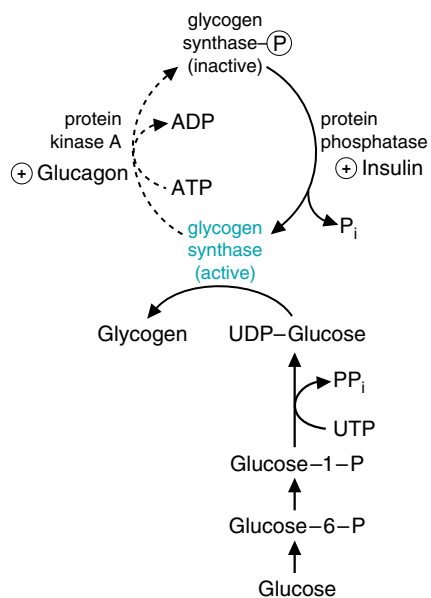 glycogen
synthase–P
(inactive)
protein
kinase A
+ Glucagon
ADP
ATP
protein
phosphatase
+ Insulin
Pi
glycogen
synthase
(active)
Glycogen
UDP–Glucose
PPi
UTP
Glucose–1–P
Glucose–6–P
Glucose